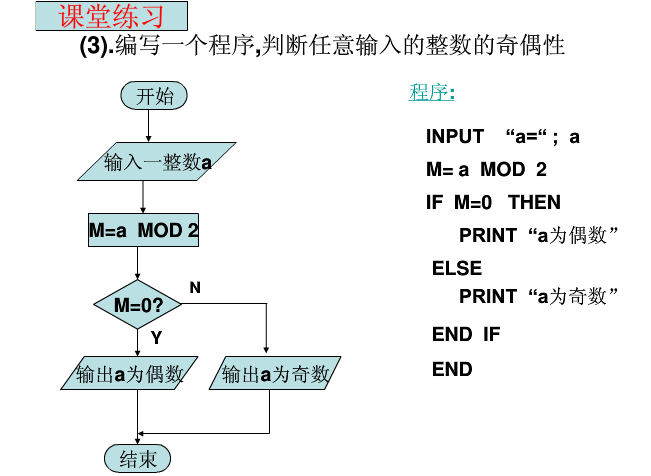 课堂练习
(3).编写一个程序,判断任意输入的整数的奇偶性
开始
输入一整数a
M=a MOD 2
M=0?
N
Y
输出a为偶数
输出a为奇数
结束
程序:
INPUT “a=“ ; a
M= a MOD 2
IF M=0 THEN
PRINT “a为偶数”
ELSE
PRINT “a为奇数”
END IF
END